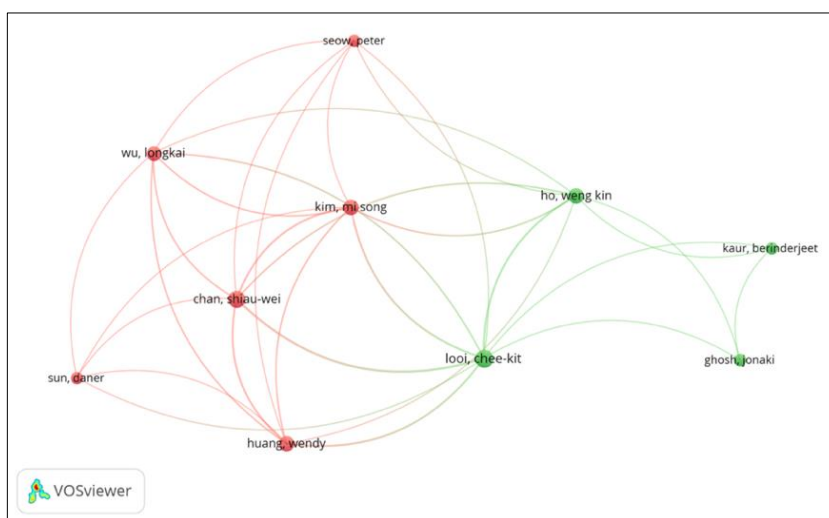 seow, peter
wu, longkai
kim, mi song
ho, weng kin
kaur, berinderjeet
chan, shiau-wei
looi, chee-kit
ghosh, jonaki
sun, daner
huang, wendy
VOSviewer